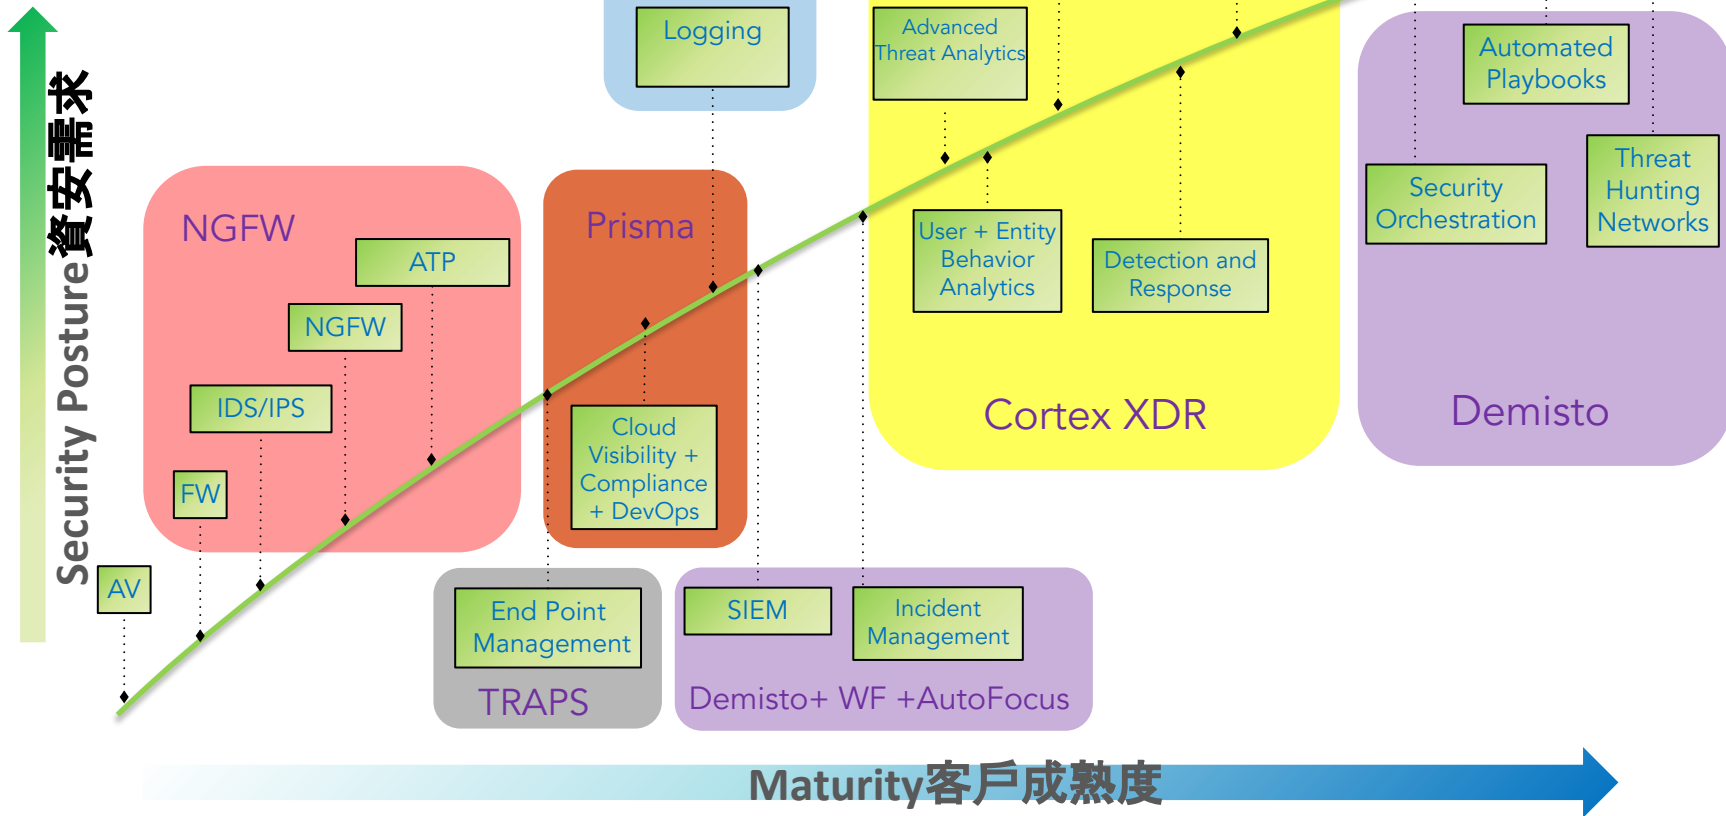 Security Posture資安需求
Logging
Advanced
Threat Analytics
Automated
Playbooks
Threat
Hunting
Networks
Security
Orchestration
NGFW
ATP
NGFW
IDS/IPS
FW
AV
Prisma
Cloud
Visibility +
Compliance
+ DevOps
User + Entity
Behavior
Analytics
Detection and
Response
Cortex XDR
Demisto
End Point
Management
TRAPS
SIEM
Incident
Management
Demisto+ WF +AutoFocus
Maturity客戶成熟度